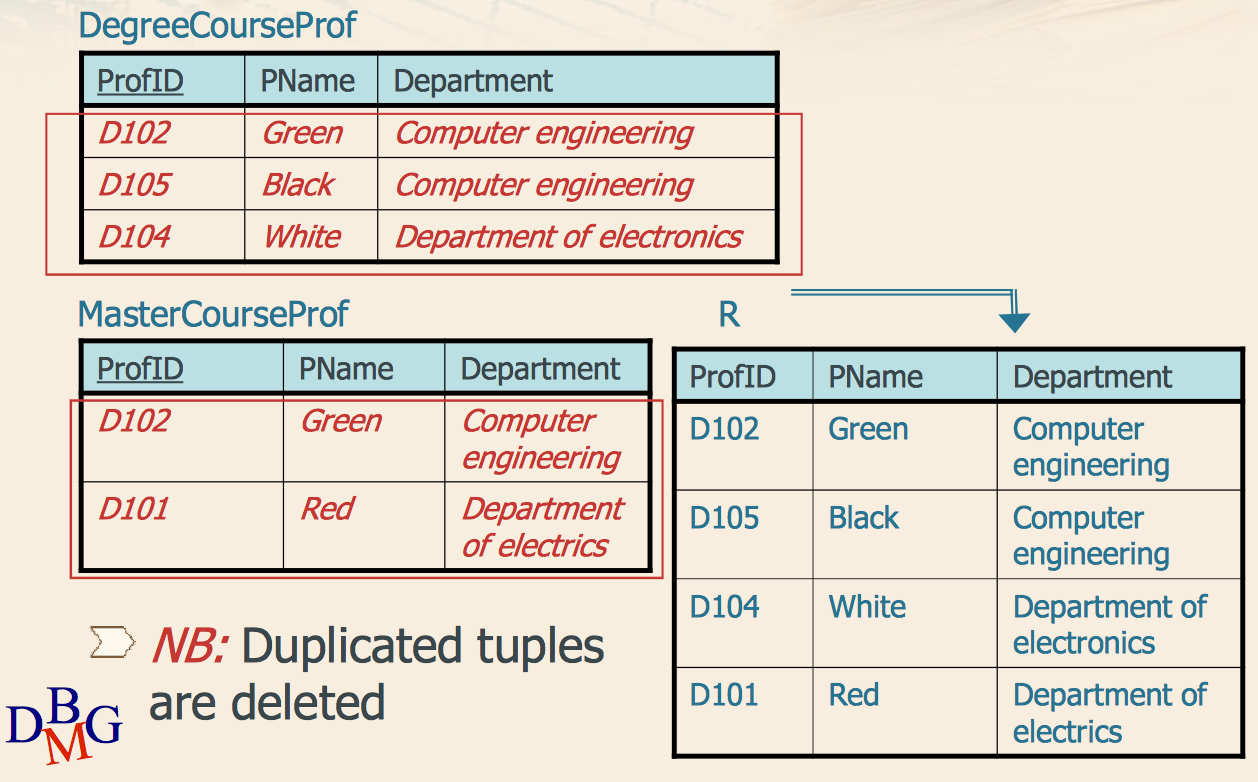 DegreeCourseProf
ProfID PName Department
D102 Green Computer engineering
D105 Black Computer engineering
D104 White Department of electronics
MasterCourseProf
ProfID PName Department
D102 Green Computer
engineering
D101 Red Department
of electrics
R
ProfID PName Department
D102 Green Computer
engineering
D105 Black Computer
engineering
D104 White Department of
electronics
D101 Red Department of
electrics
NB: Duplicated tuples
are deleted
DBMG